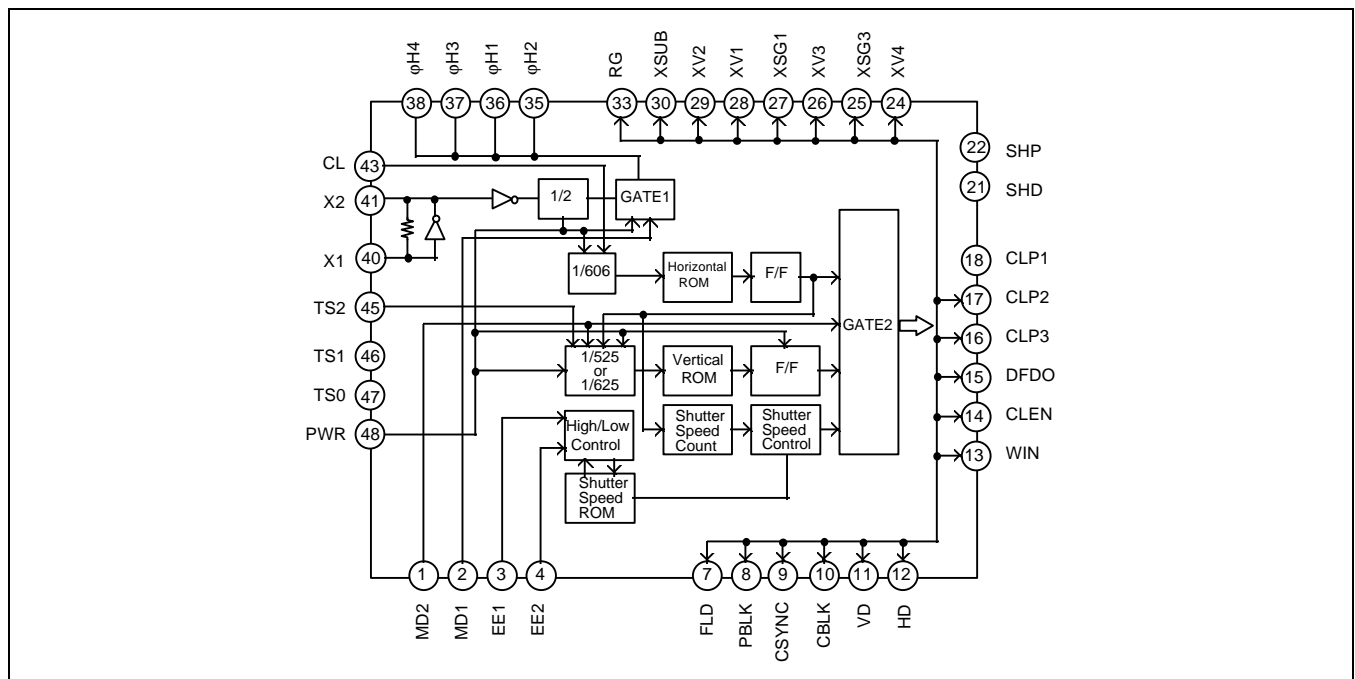 φH4
φH3
φH1
φH2
RG
XSUB
XV2
XV1
XSG1
XV3
XSG3
XV4
38
37
36
35
33
30
29
28
27
26
25
24
CL
43
X2
41
X1
40
TS2
45
TS1
46
TS0
47
PWR
48
1/2
GATE1
1/606
Horizontal
ROM
F/F
1/525
or
1/625
Vertical
ROM
F/F
High/Low
Control
Shutter
Speed
Count
Shutter
Speed
Control
Shutter
Speed
ROM
GATE2
22
SHP
21
SHD
18
CLP1
17
CLP2
16
CLP3
15
DFDO
14
CLEN
13
WIN
1
2
3
4
7
8
9
10
11
12
MD2
MD1
EE1
EE2
FLD
PBLK
CSYNC
CBLK
VD
HD